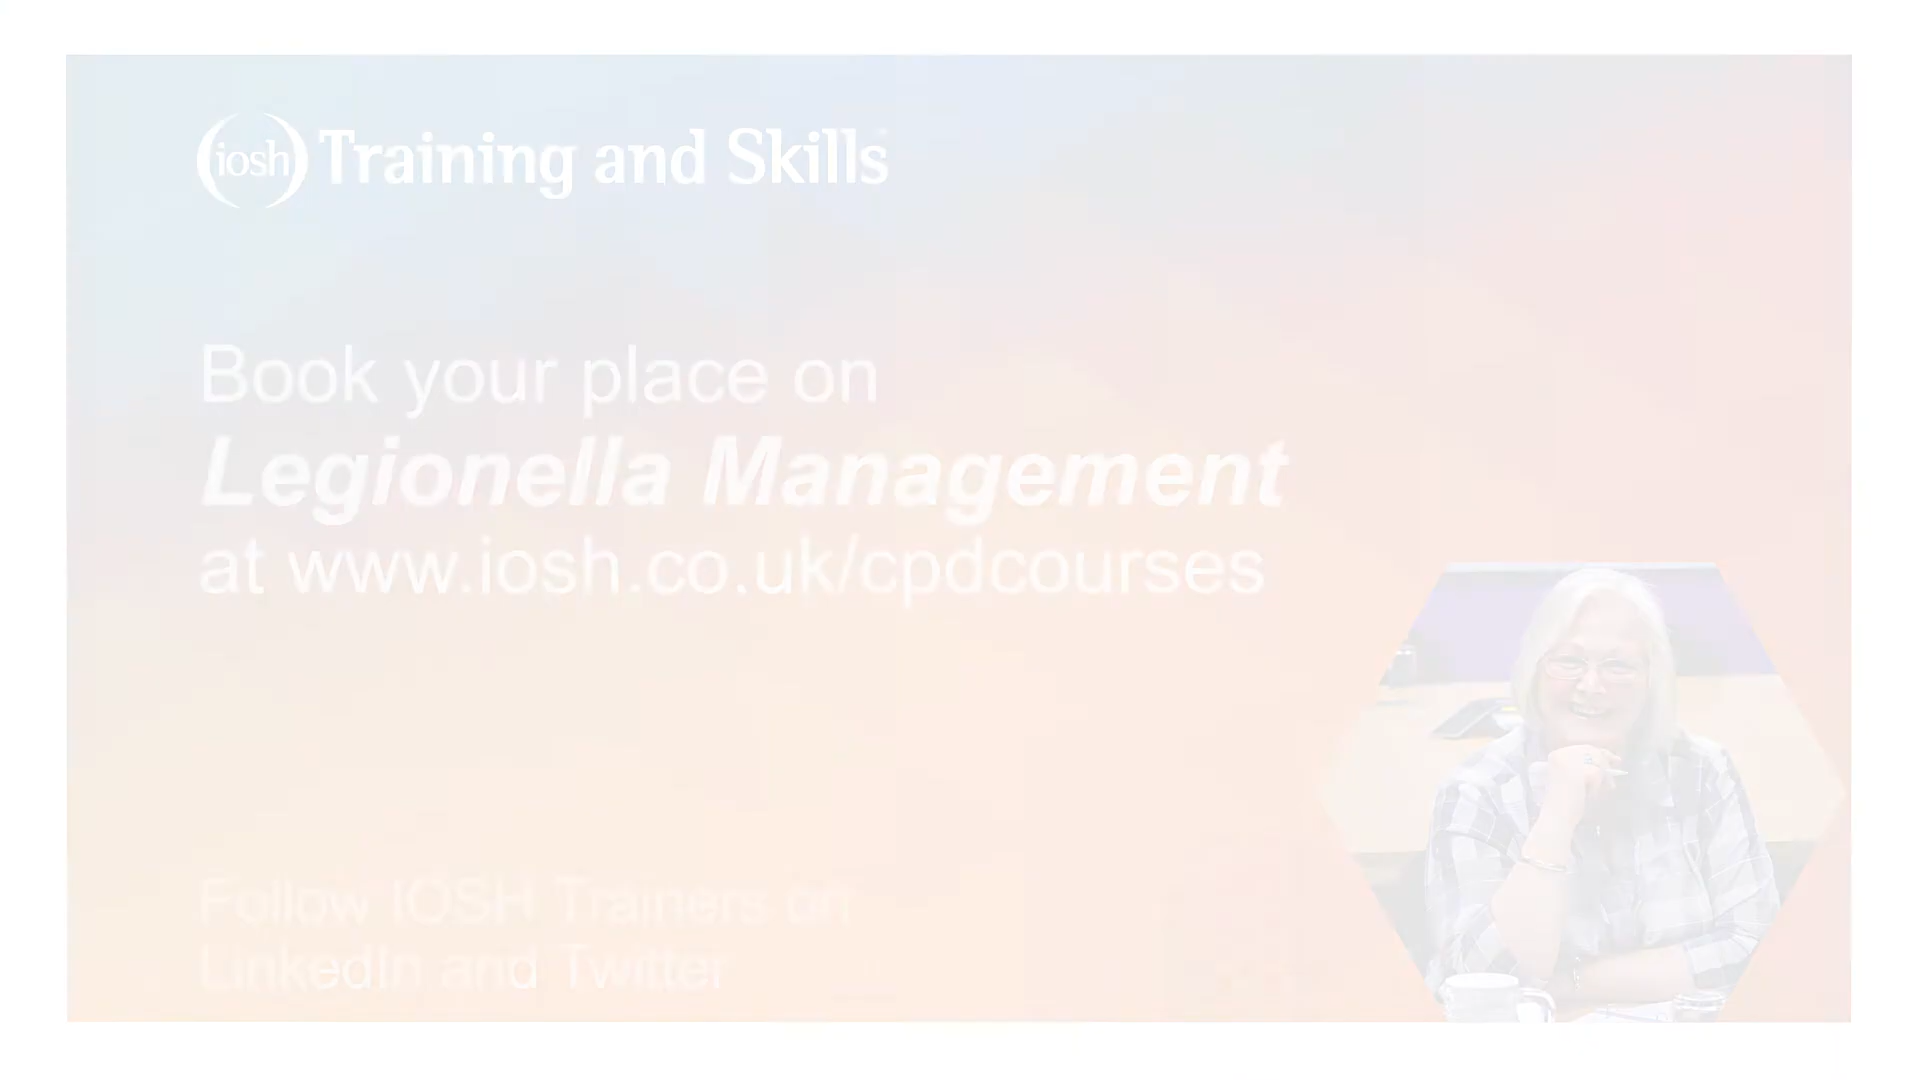 iosh Training and Skills
Book your place on
Legionella Management
at www.iosh.co.uk/cpdcourses
Follow IOSH Trainers on
LinkedIn and Twitter